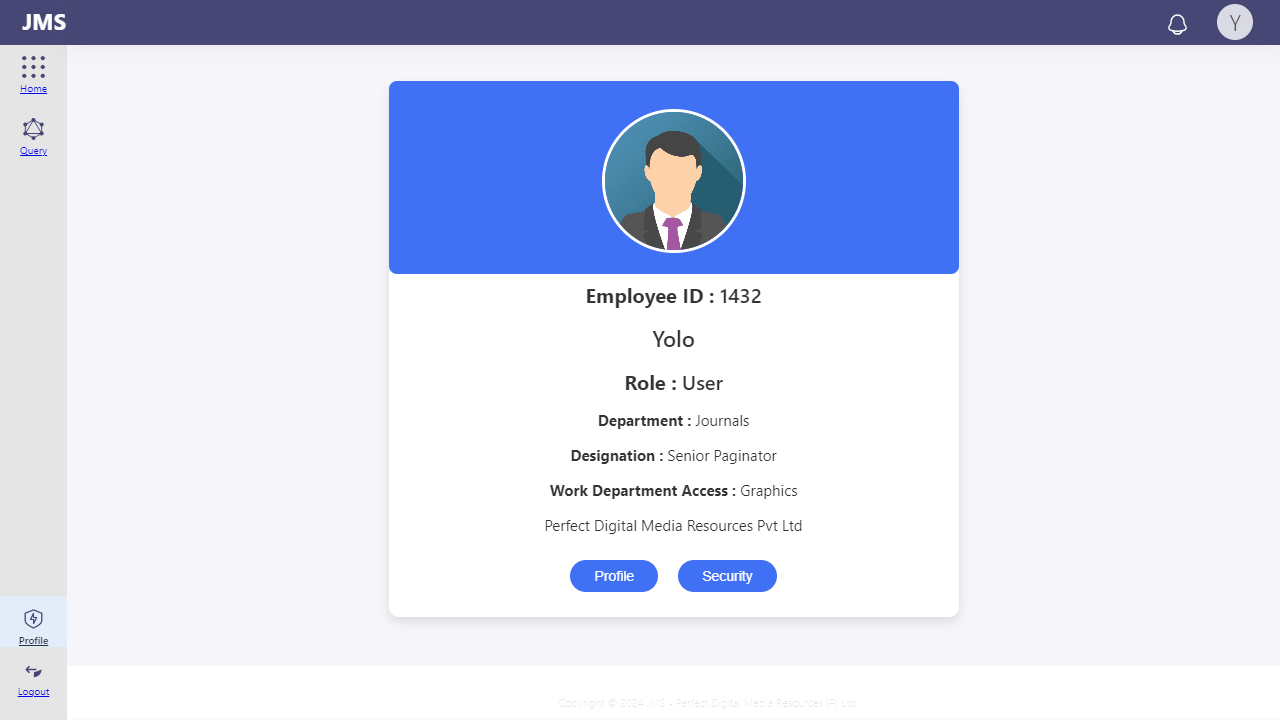 JMS
Y
Home
Query
Employee ID : 1432
Yolo
Role : User
Department : Journals
Designation : Senior Paginator
Work Department Access : Graphics
Perfect Digital Media Resources Pvt Ltd
Profile Security
Profile
Logout
Copyright © 2024 JMS - Perfect Digital Media Resources (P) Ltd